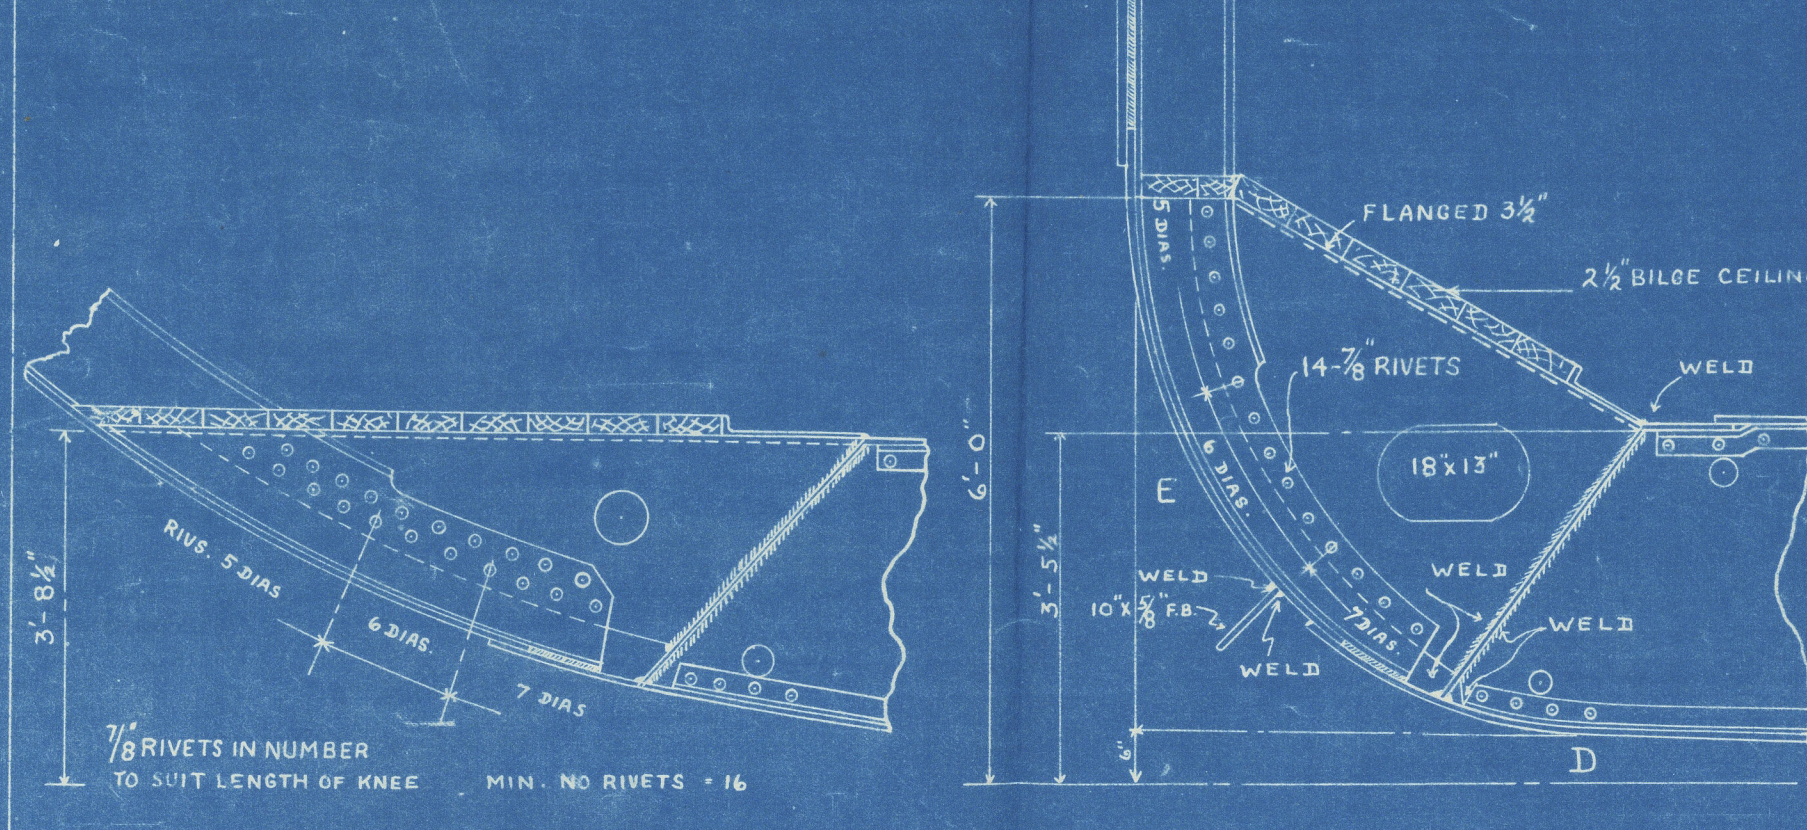 3'-8½"
RIVS. 5 DIAS
6 DIAS.
7 DIAS
7/8" RIVETS IN NUMBER
TO SUIT LENGTH OF KNEE
MIN. NO RIVETS = 16
5 DIAS.
FLANGED 3½"
2½" BILGE CEILIN
14-7/8" RIVETS
WELD
6'-0"
6 DIAS.
18"x13"
E
3'-5½"
WELD
10"x5/8" F.B.
WELD
WELD
WELD
7 DIAS.
6"
D